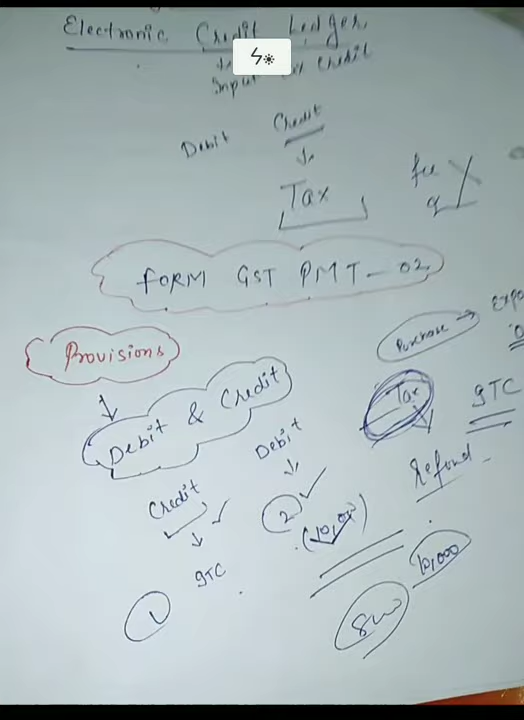 Electronic Credit Ledger
Input Credit
Debit Credit
Tax
fee
FORM GST PMT-02
Provisions
Purchase →
Debit & Credit
Tax
ITC
Credit
Debit
Refund
2
(10,000)
ITC
10,000
1